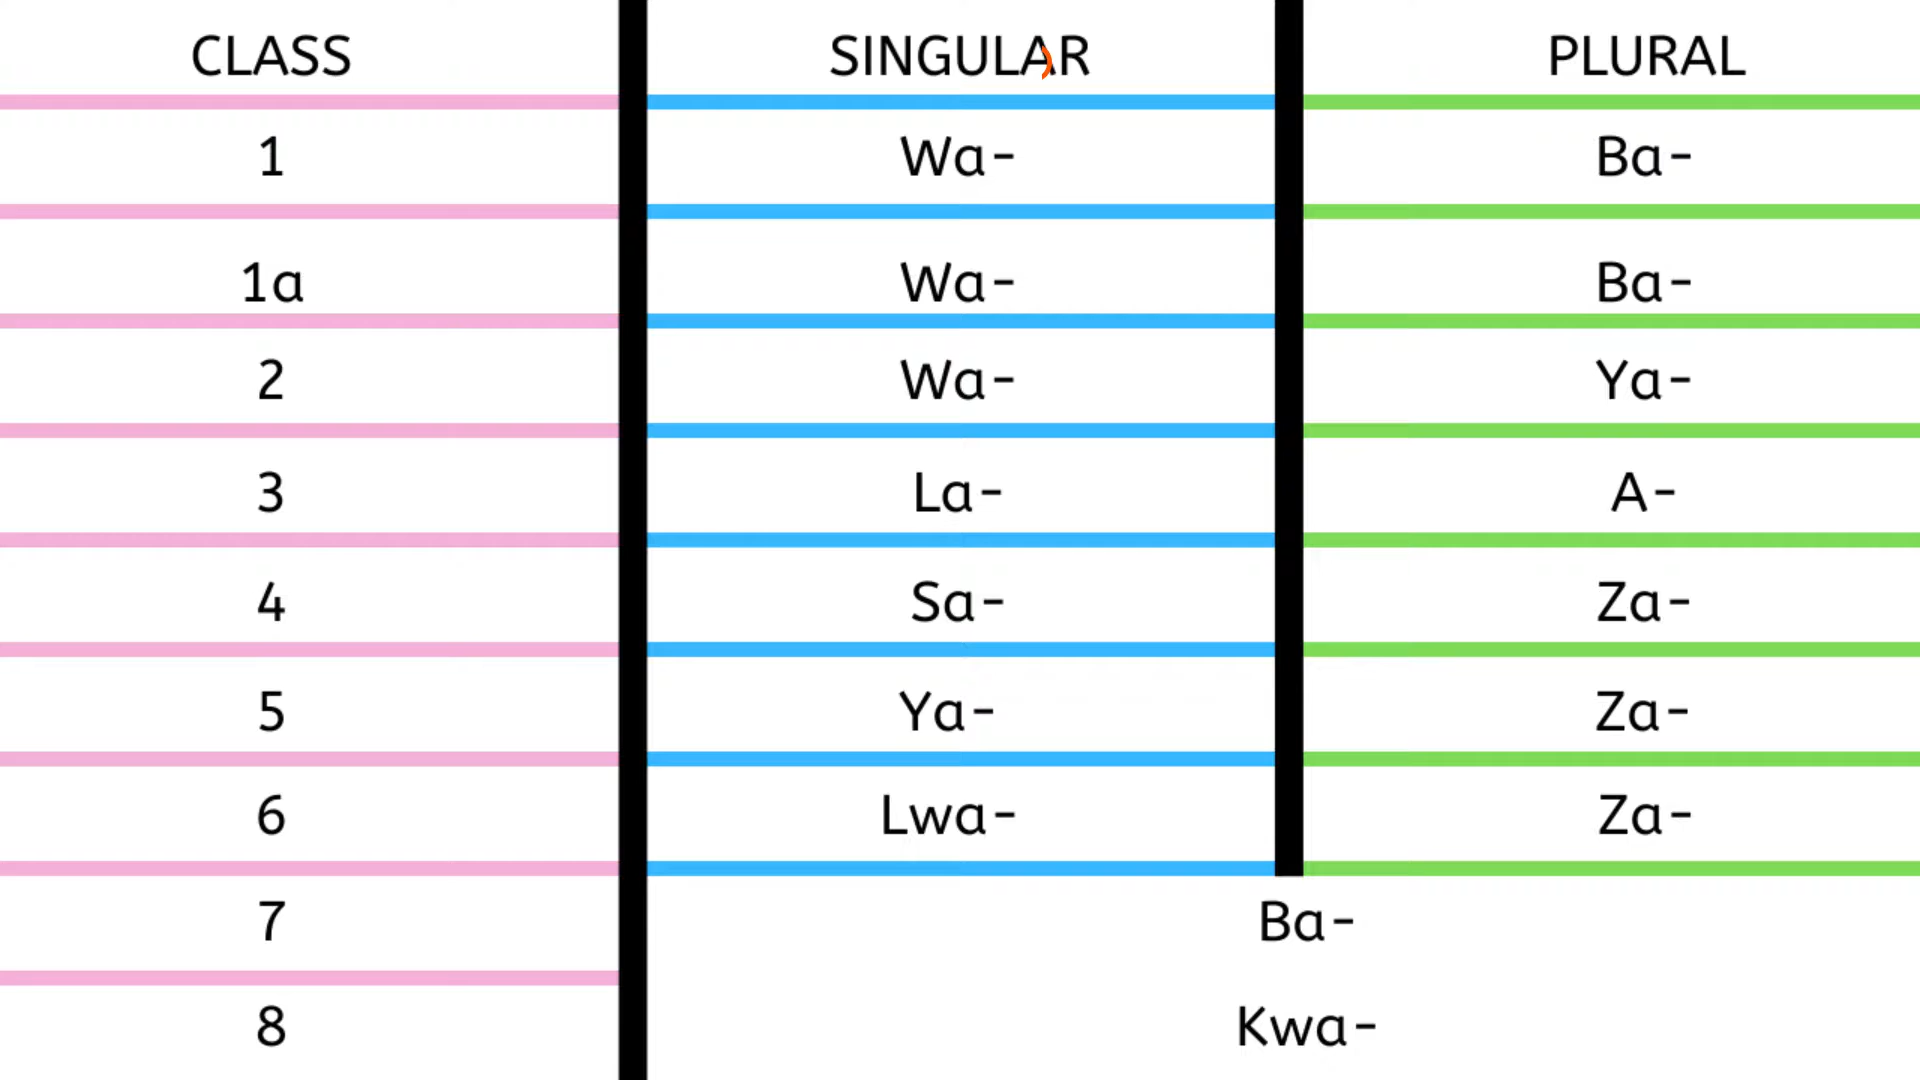 CLASS SINGULAR PLURAL
1 Wa- Ba-
1a Wa- Ba-
2 Wa- Ya-
3 La- A-
4 Sa- Za-
5 Ya- Za-
6 Lwa- Za-
7 Ba-
8 Kwa-